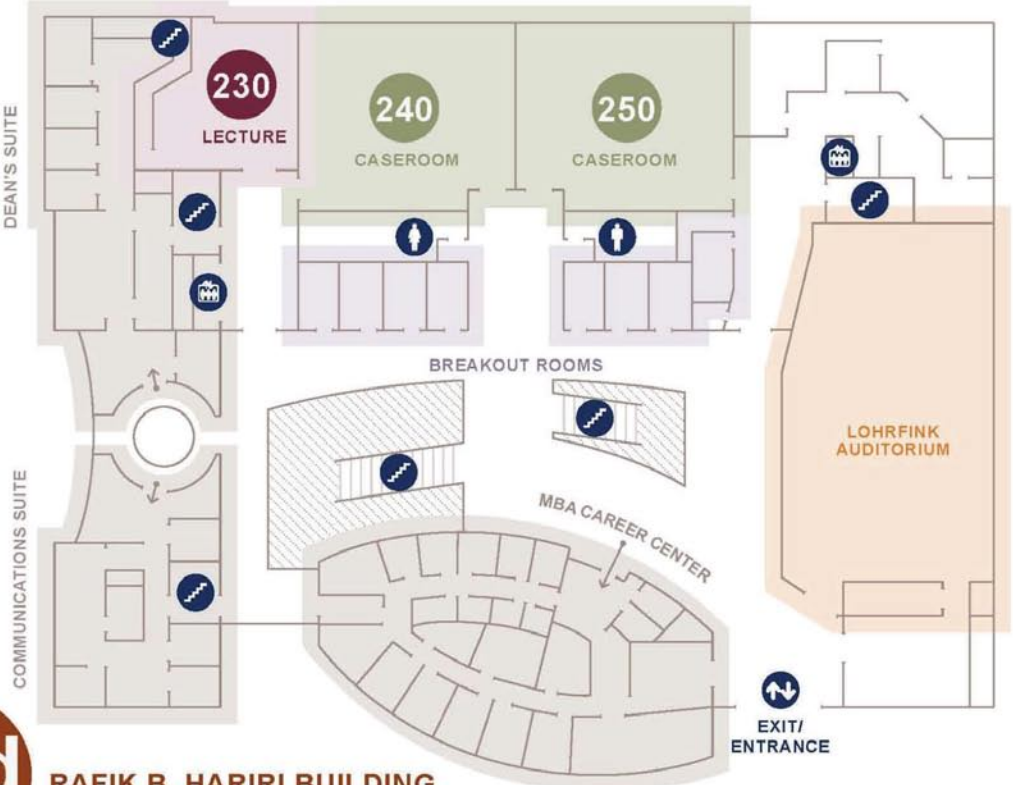 DEAN'S SUITE
230
LECTURE
240
CASEROOM
250
CASEROOM
BREAKOUT ROOMS
LOHRFINK
AUDITORIUM
COMMUNICATIONS SUITE
MBA CAREER CENTER
EXIT/
ENTRANCE
RAFIK B. HARIRI BUILDING